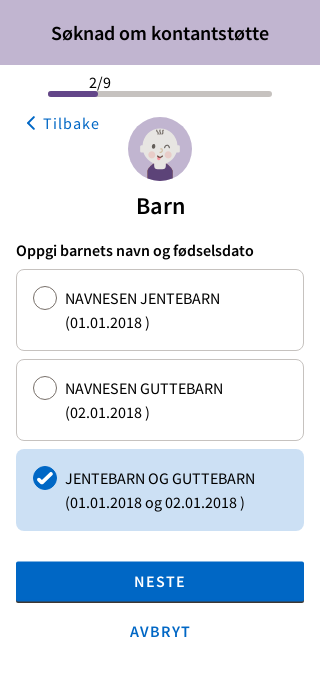 Søknad om kontantstøtte
2/9
Tilbake
Barn
Oppgi barnets navn og fødselsdato
NAVNESEN JENTEBARN
(01.01.2018 )
NAVNESEN GUTTEBARN
(02.01.2018 )
JENTEBARN OG GUTTEBARN
(01.01.2018 og 02.01.2018 )
NESTE
AVBRYT